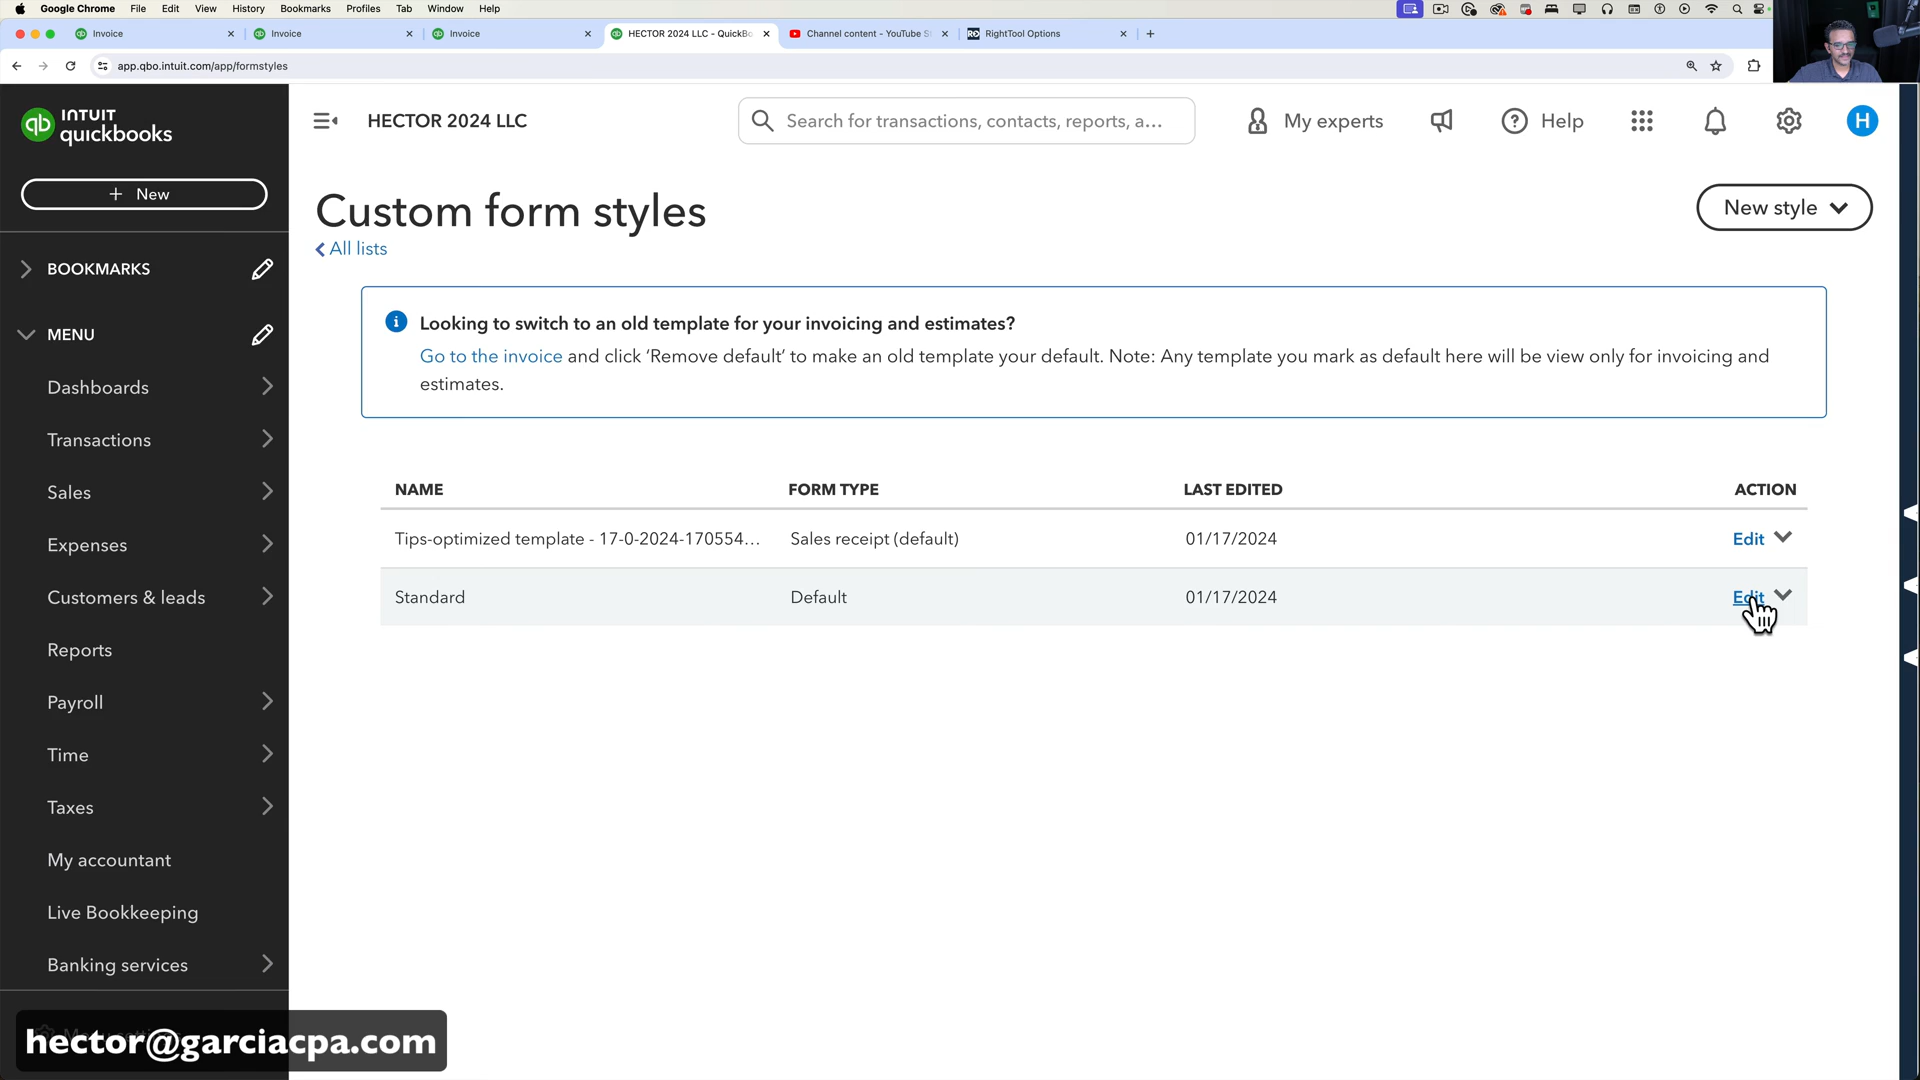 Google Chrome File Edit View History Bookmarks Profiles Tab Window Help
Invoice
Invoice
Invoice
HECTOR 2024 LLC - QuickBo
Channel content - YouTube S
RightTool Options
app.qbo.intuit.com/app/formstyles
INTUIT
quickbooks
HECTOR 2024 LLC
Search for transactions, contacts, reports, a...
My experts
Help
H
+ New
Custom form styles
New style
All lists
BOOKMARKS
MENU
Looking to switch to an old template for your invoicing and estimates?
Go to the invoice and click ‘Remove default’ to make an old template your default. Note: Any template you mark as default here will be view only for invoicing and
estimates.
Dashboards
Transactions
Sales
Expenses
Customers & leads
Reports
Payroll
Time
Taxes
My accountant
Live Bookkeeping
Banking services
NAME FORM TYPE LAST EDITED ACTION
Tips-optimized template - 17-0-2024-170554... Sales receipt (default) 01/17/2024 Edit
Standard Default 01/17/2024 Edit
hector@garciacpa.com